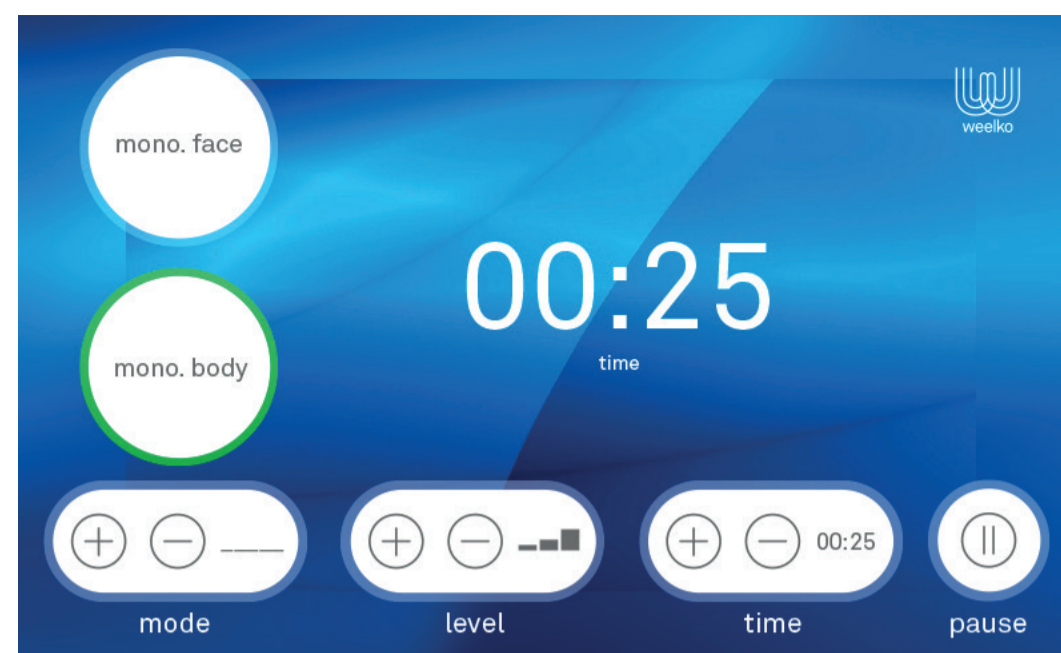 mono. face
weelko
00:25
time
mono. body
00:25
mode
level
time
pause